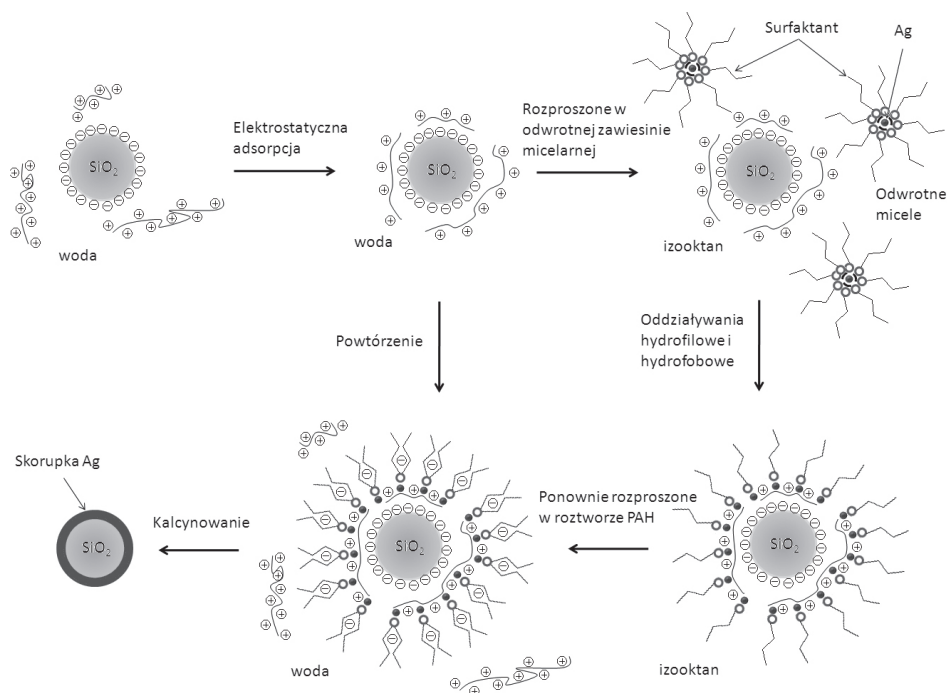 Surfaktant
Ag
Elektrostatyczna
adsorpcja
Rozproszone w
odwrotnej zawiesinie
micelarnej
SiO₂
SiO₂
SiO₂
Odwrotne
micele
woda
woda
izooktan
Powtórzenie
Oddziaływania
hydrofilowe i
hydrofobowe
Skorupka Ag
Kalcynowanie
Ponownie rozproszone
w roztworze PAH
SiO₂
SiO₂
SiO₂
woda
izooktan